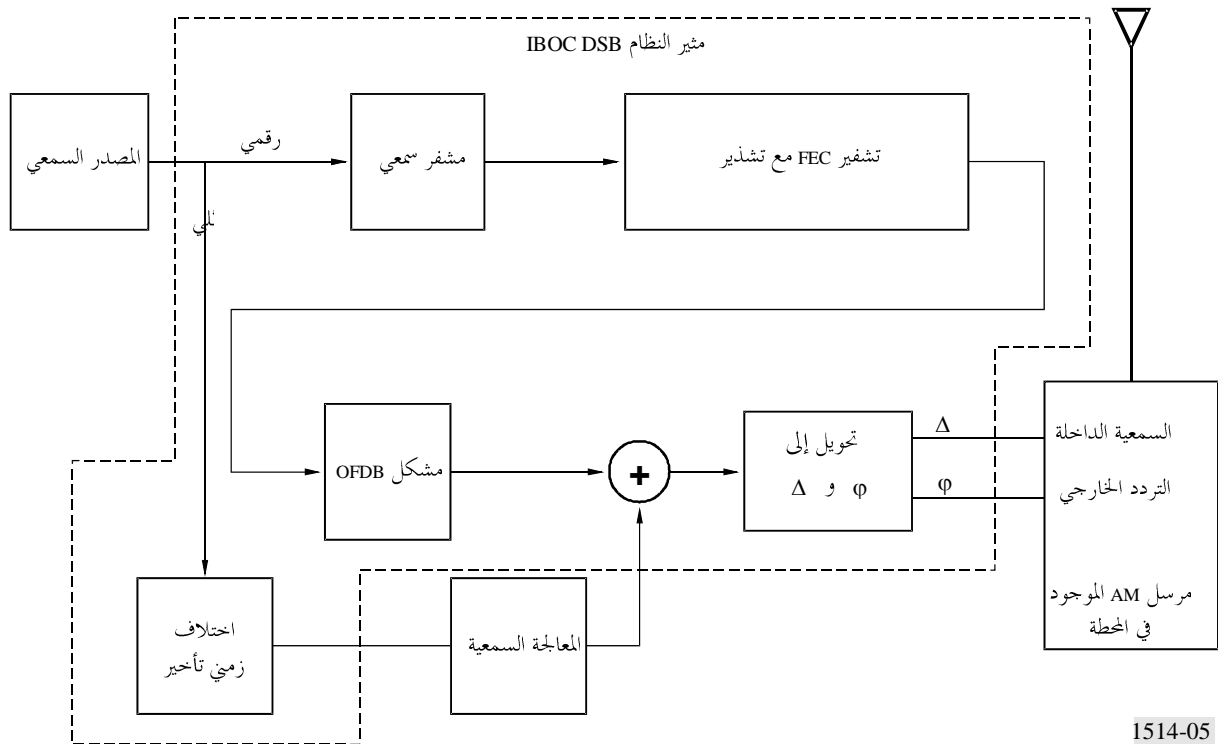 مثير النظام IBOC DSB
المصدر السمعي
رقمي
مشفر سمعي
تشفير FEC مع تشذير
مشكل OFDB
+
تحويل إلى
φ و Δ
Δ
φ
السمعية الداخلة
التردد الخارجي
مرسل AM الموجود
في المحطة
اختلاف
زمني تأخير
المعالجة السمعية
1514-05